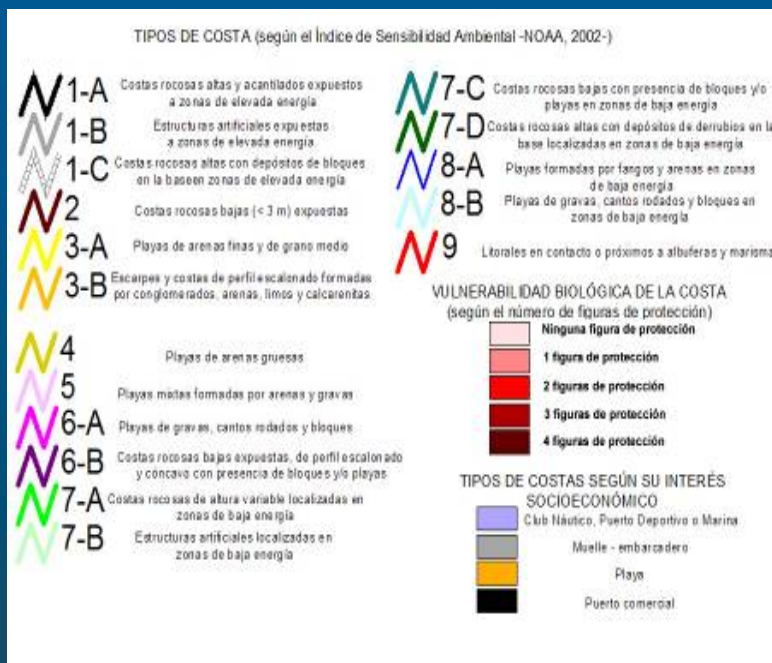 TIPOS DE COSTA (según el Índice de Sensibilidad Ambiental -NOAA, 2002-)
1-A Costas rocosas altas y acantilados expuestos
a zonas de elevada energía
1-B Estructuras artificiales expuestas
a zonas de elevada energía
1-C Costas rocosas altas con depósitos de bloques
en la baseen zonas de elevada energía
2 Costas rocosas bajas (< 3 m) expuestas
3-A Playas de arenas finas y de grano medio
3-B Escarpes y costas de perfil escalonado formadas
por conglomerados, arenas, limos y calcarenitas
4 Playas de arenas gruesas
5 Playas mixtas formadas por arenas y gravas
6-A Playas de gravas, cantos rodados y bloques
6-B Costas rocosas bajas expuestas, de perfil escalonado
y cóncavo con presencia de bloques y/o playas
7-A Costas rocosas de altura variable localizadas en
zonas de baja energía
7-B Estructuras artificiales localizadas en
zonas de baja energía
7-C Costas rocosas bajas con presencia de bloques y/o
playas en zonas de baja energía
7-D Costas rocosas altas con depósitos de derrubios en la
base localizadas en zonas de baja energía
8-A Playas formadas por fangos y arenas en zonas
de baja energía
8-B Playas de gravas, cantos rodados y bloques en
zonas de baja energía
9 Litorales en contacto o próximos a albuferas y marisma
VULNERABILIDAD BIOLÓGICA DE LA COSTA
(según el número de figuras de protección)
Ninguna figura de protección
1 figura de protección
2 figuras de protección
3 figuras de protección
4 figuras de protección
TIPOS DE COSTAS SEGÚN SU INTERÉS
SOCIOECONÓMICO
Club Náutico, Puerto Deportivo o Marina
Muelle - embarcadero
Playa
Puerto comercial